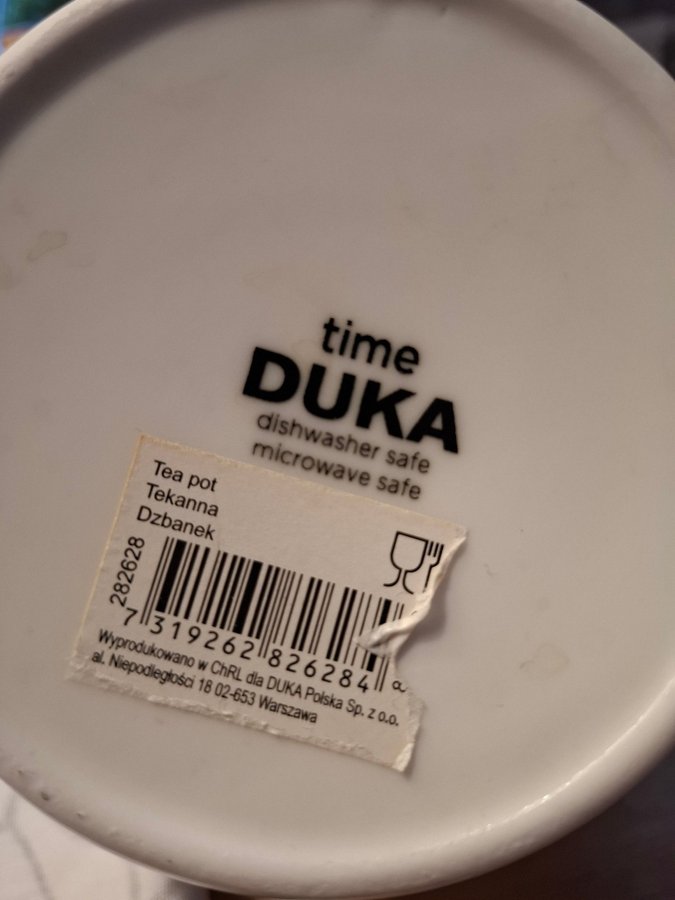 time
DUKA
dishwasher safe
microwave safe
Tea pot
Tekanna
Dzbanek
282628
7 319262 826284
Wyprodukowano w ChRL dla DUKA Polska Sp. z o.o.
al. Niepodległości 18 02-653 Warszawa